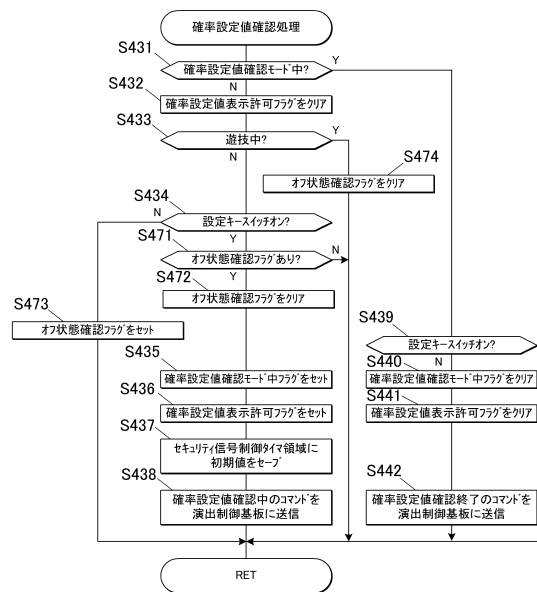 確率設定値確認処理
S431
確率設定値確認モード中?
Y
N
S432
確率設定値表示許可フラグをクリア
S433
遊技中?
Y
N
S474
オフ状態確認フラグをクリア
S434
N
設定キースイッチオン?
Y
S471
オフ状態確認フラグあり?
N
Y
S472
オフ状態確認フラグをクリア
S473
オフ状態確認フラグをセット
S439
設定キースイッチオン?
N
S435
確率設定値確認モード中フラグをセット
S440
確率設定値確認モード中フラグをクリア
S436
確率設定値表示許可フラグをセット
S441
確率設定値表示許可フラグをクリア
S437
セキュリティ信号制御タイマ領域に
初期値をセーブ
S438
確率設定値確認中のコマンドを
演出制御基板に送信
S442
確率設定値確認終了のコマンドを
演出制御基板に送信
RET